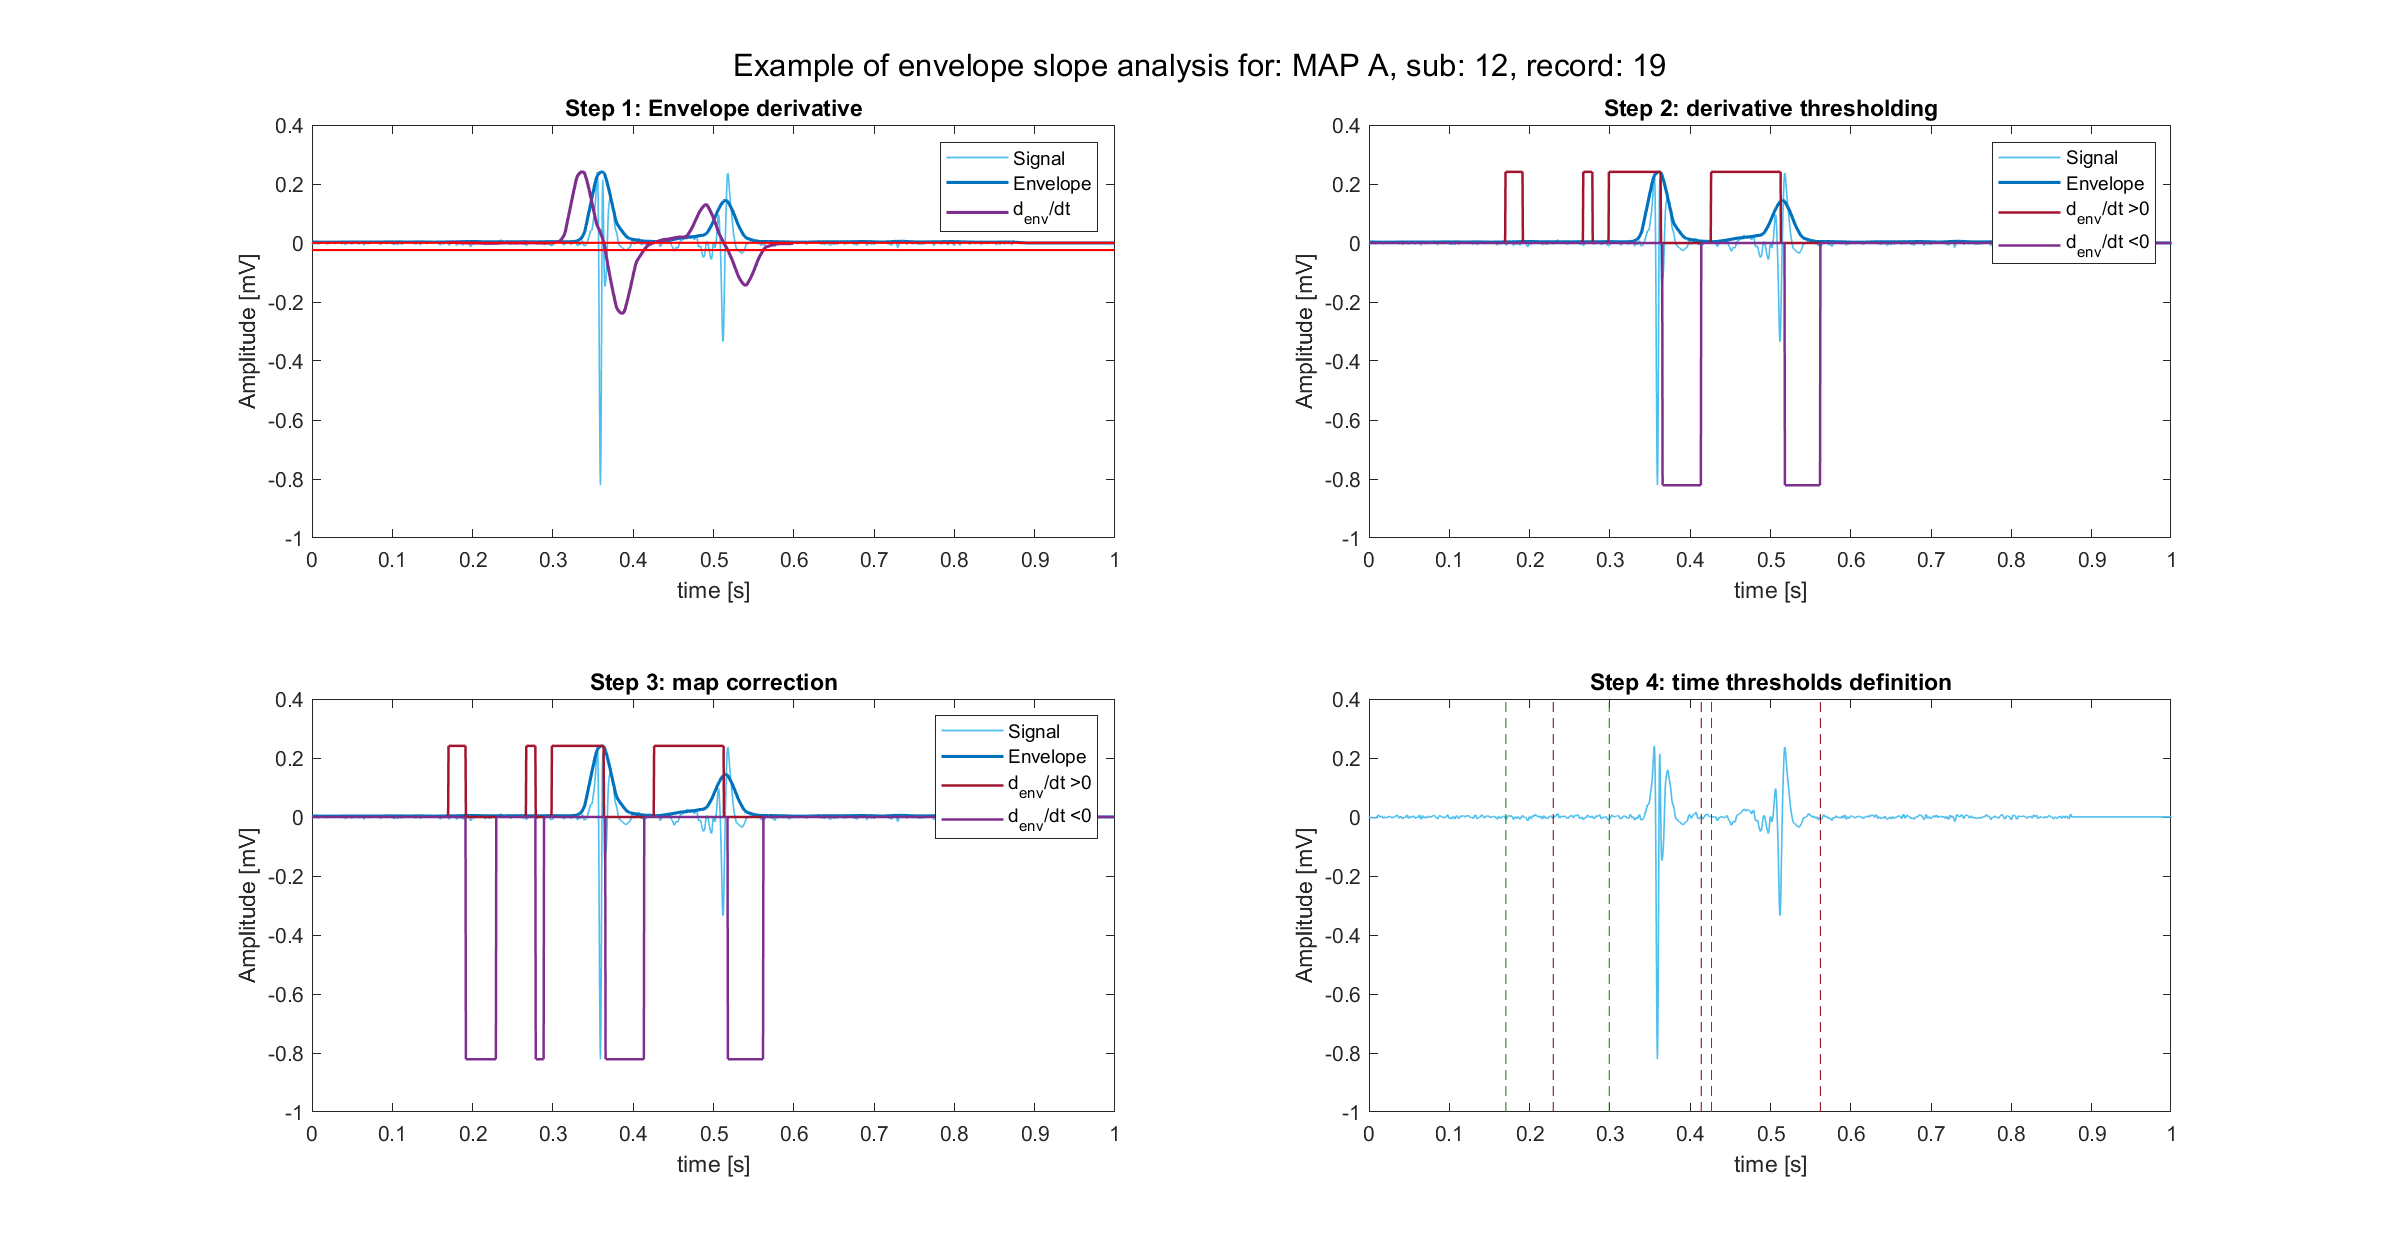 Example of envelope slope analysis for: MAP A, sub: 12, record: 19
Step 1: Envelope derivative
0.4
0.2
0
-0.2
-0.4
-0.6
-0.8
-1
Amplitude [mV]
Signal
Envelope
d_env/dt
0 0.1 0.2 0.3 0.4 0.5 0.6 0.7 0.8 0.9 1
time [s]
Step 2: derivative thresholding
0.4
0.2
0
-0.2
-0.4
-0.6
-0.8
-1
Amplitude [mV]
Signal
Envelope
d_env/dt >0
d_env/dt <0
0 0.1 0.2 0.3 0.4 0.5 0.6 0.7 0.8 0.9 1
time [s]
Step 3: map correction
0.4
0.2
0
-0.2
-0.4
-0.6
-0.8
-1
Amplitude [mV]
Signal
Envelope
d_env/dt >0
d_env/dt <0
0 0.1 0.2 0.3 0.4 0.5 0.6 0.7 0.8 0.9 1
time [s]
Step 4: time thresholds definition
0.4
0.2
0
-0.2
-0.4
-0.6
-0.8
-1
Amplitude [mV]
0 0.1 0.2 0.3 0.4 0.5 0.6 0.7 0.8 0.9 1
time [s]